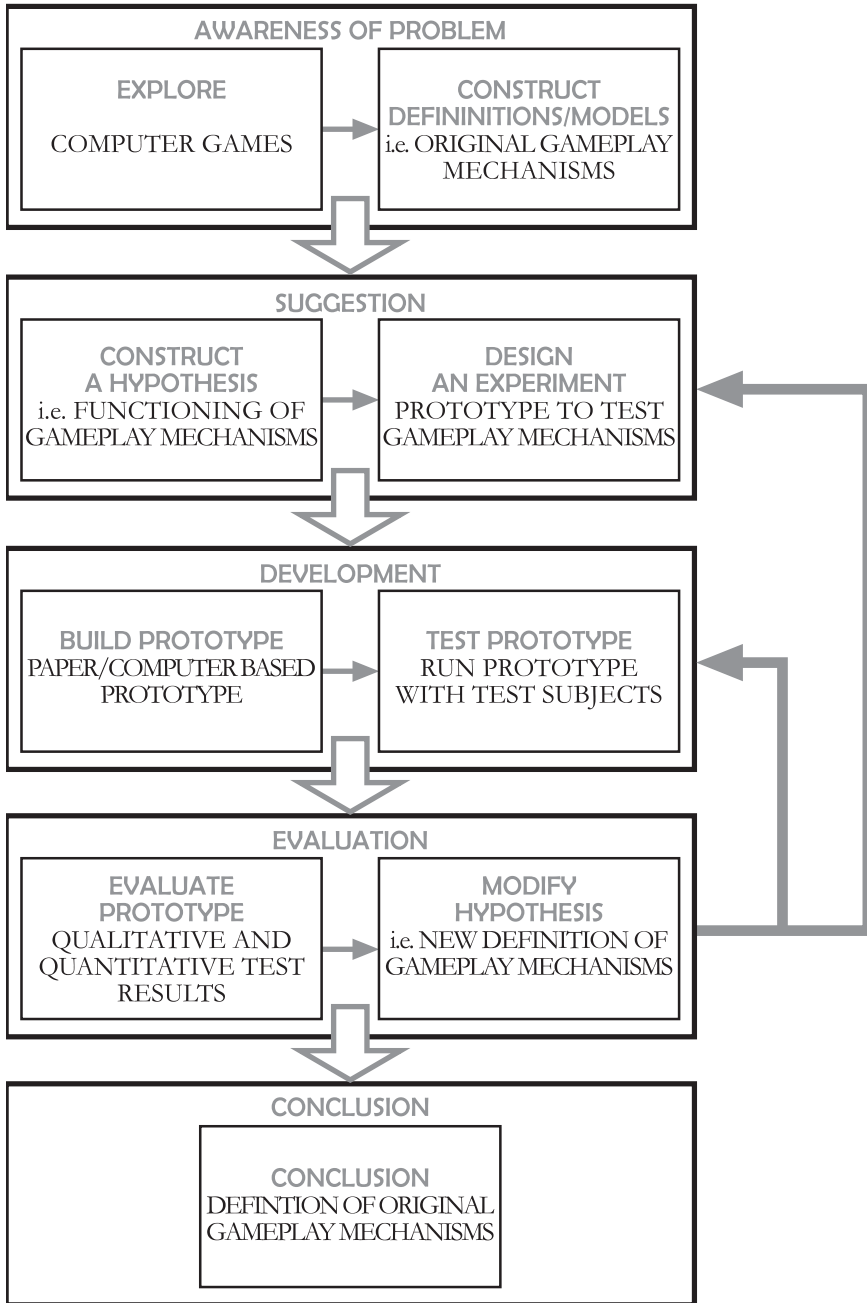 AWARENESS OF PROBLEM
EXPLORE
COMPUTER GAMES
CONSTRUCT
DEFININITIONS/MODELS
i.e. ORIGINAL GAMEPLAY
MECHANISMS
SUGGESTION
CONSTRUCT
A HYPOTHESIS
i.e. FUNCTIONING OF
GAMEPLAY MECHANISMS
DESIGN
AN EXPERIMENT
PROTOTYPE TO TEST
GAMEPLAY MECHANISMS
DEVELOPMENT
BUILD PROTOTYPE
PAPER/COMPUTER BASED
PROTOTYPE
TEST PROTOTYPE
RUN PROTOTYPE
WITH TEST SUBJECTS
EVALUATION
EVALUATE
PROTOTYPE
QUALITATIVE AND
QUANTITATIVE TEST
RESULTS
MODIFY
HYPOTHESIS
i.e. NEW DEFINITION OF
GAMEPLAY MECHANISMS
CONCLUSION
CONCLUSION
DEFINTION OF ORIGINAL
GAMEPLAY MECHANISMS